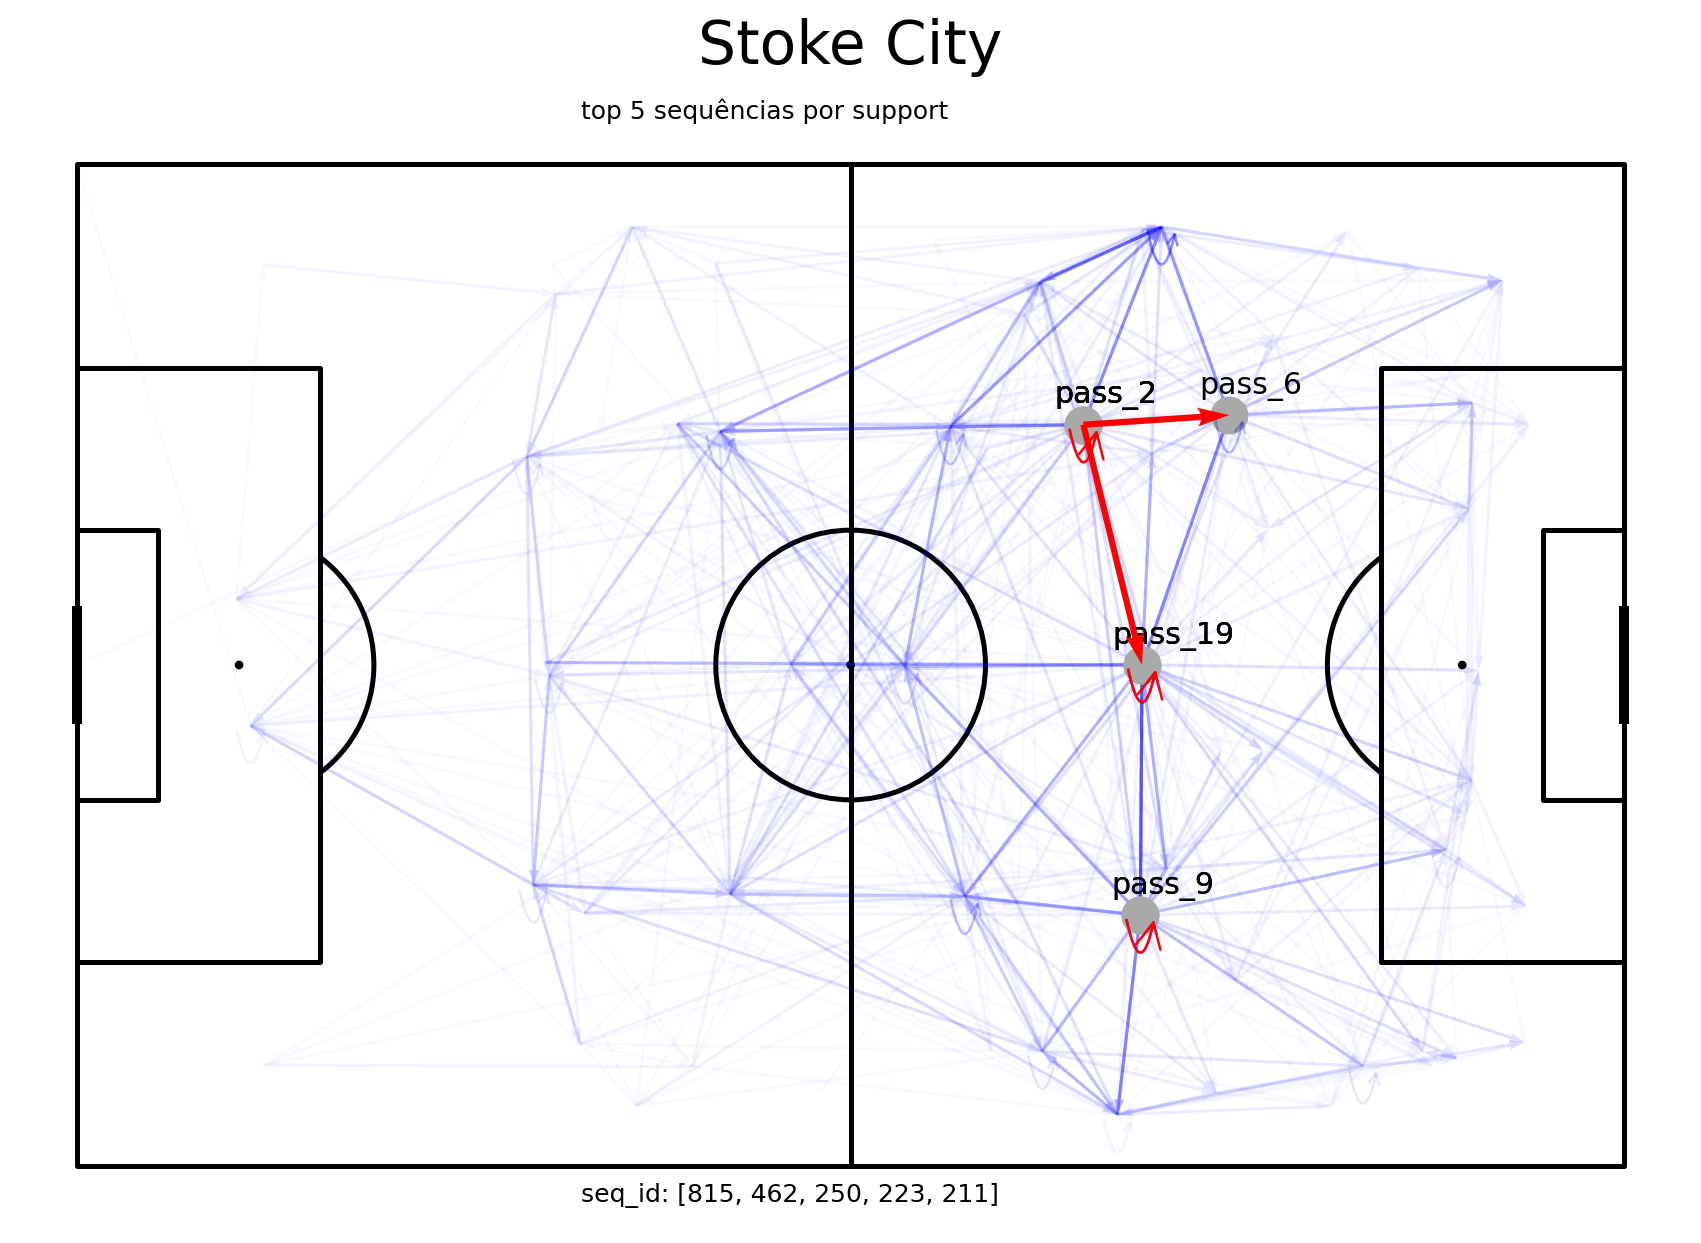 Stoke City
top 5 sequências por support
pass_2
pass_6
pass_19
pass_9
seq_id: [815, 462, 250, 223, 211]